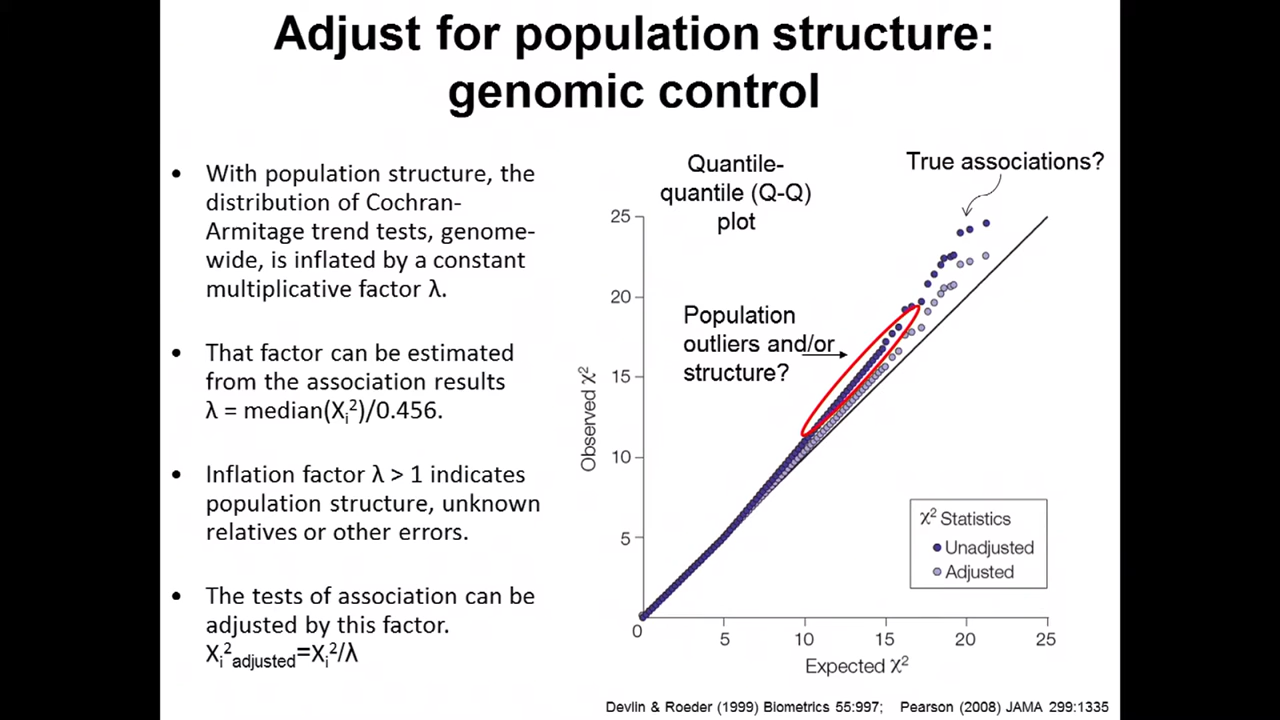 Adjust for population structure:
genomic control
• With population structure, the
distribution of Cochran-
Armitage trend tests, genome-
wide, is inflated by a constant
multiplicative factor λ.
• That factor can be estimated
from the association results
λ = median(Xᵢ²)/0.456.
• Inflation factor λ > 1 indicates
population structure, unknown
relatives or other errors.
• The tests of association can be
adjusted by this factor.
Xᵢ²adjusted=Xᵢ²/λ
Quantile-
quantile (Q-Q)
plot
True associations?
Population
outliers and/or
structure?
Observed χ²
25
20
15
10
5
0
5
10
15
20
25
Expected χ²
χ² Statistics
Unadjusted
Adjusted
Devlin & Roeder (1999) Biometrics 55:997; Pearson (2008) JAMA 299:1335